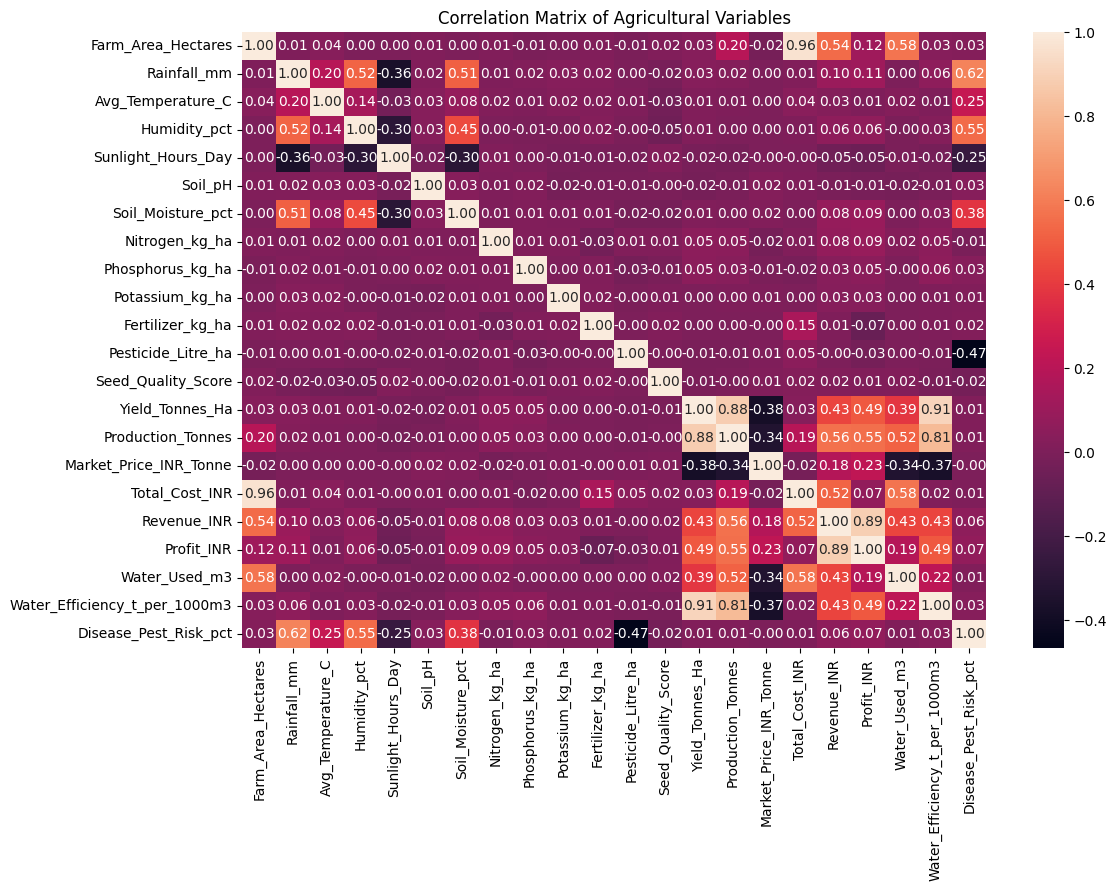 Correlation Matrix of Agricultural Variables
Farm_Area_Hectares 1.00 0.01 0.04 0.00 0.00 0.01 0.00 0.01 -0.01 0.00 0.01 -0.01 0.02 0.03 0.20 -0.02 0.96 0.54 0.12 0.58 0.03 0.03
Rainfall_mm 0.01 1.00 0.20 0.52 -0.36 0.02 0.51 0.01 0.02 0.03 0.02 0.00 -0.02 0.03 0.02 0.00 0.01 0.10 0.11 0.00 0.06 0.62
Avg_Temperature_C 0.04 0.20 1.00 0.14 -0.03 0.03 0.08 0.02 0.01 0.02 0.02 0.01 -0.03 0.01 0.01 0.00 0.04 0.03 0.01 0.02 0.01 0.25
Humidity_pct 0.00 0.52 0.14 1.00 -0.30 0.03 0.45 0.00 -0.01 -0.00 0.02 -0.00 -0.05 0.01 0.00 0.00 0.01 0.06 0.06 -0.00 0.03 0.55
Sunlight_Hours_Day 0.00 -0.36 -0.03 -0.30 1.00 -0.02 -0.30 0.01 0.00 -0.01 -0.01 -0.02 0.02 -0.02 -0.02 -0.00 -0.00 -0.05 -0.05 -0.01 -0.02 -0.25
Soil_pH 0.01 0.02 0.03 0.03 -0.02 1.00 0.03 0.01 0.02 -0.02 -0.01 -0.01 -0.00 -0.02 -0.01 0.02 0.01 -0.01 -0.01 -0.02 -0.01 0.03
Soil_Moisture_pct 0.00 0.51 0.08 0.45 -0.30 0.03 1.00 0.01 0.01 0.01 0.01 -0.02 -0.02 0.01 0.00 0.02 0.00 0.08 0.09 0.00 0.03 0.38
Nitrogen_kg_ha 0.01 0.01 0.02 0.00 0.01 0.01 0.01 1.00 0.01 0.01 -0.03 0.01 0.01 0.05 0.05 -0.02 0.01 0.08 0.09 0.02 0.05 -0.01
Phosphorus_kg_ha -0.01 0.02 0.01 -0.01 0.00 0.02 0.01 0.01 1.00 0.00 0.01 -0.03 -0.01 0.05 0.03 -0.01 -0.02 0.03 0.05 -0.00 0.06 0.03
Potassium_kg_ha 0.00 0.03 0.02 -0.00 -0.01 -0.02 0.01 0.01 0.00 1.00 0.02 -0.00 0.01 0.00 0.00 0.01 0.00 0.03 0.03 0.00 0.01 0.01
Fertilizer_kg_ha 0.01 0.02 0.02 0.02 -0.01 -0.01 0.01 -0.03 0.01 0.02 1.00 -0.00 0.02 0.00 0.00 -0.00 0.15 0.01 -0.07 0.00 0.01 0.02
Pesticide_Litre_ha -0.01 0.00 0.01 -0.00 -0.02 -0.01 -0.02 0.01 -0.03 -0.00 -0.00 1.00 -0.00 -0.01 -0.01 0.01 0.05 -0.00 -0.03 0.00 -0.01 -0.47
Seed_Quality_Score 0.02 -0.02 -0.03 -0.05 0.02 -0.00 -0.02 0.01 -0.01 0.01 0.02 -0.00 1.00 -0.01 -0.00 0.01 0.02 0.02 0.01 0.02 -0.01 -0.02
Yield_Tonnes_Ha 0.03 0.03 0.01 0.01 -0.02 -0.02 0.01 0.05 0.05 0.00 0.00 -0.01 -0.01 1.00 0.88 -0.38 0.03 0.43 0.49 0.39 0.91 0.01
Production_Tonnes 0.20 0.02 0.01 0.00 -0.02 -0.01 0.00 0.05 0.03 0.00 0.00 -0.01 -0.00 0.88 1.00 -0.34 0.19 0.56 0.55 0.52 0.81 0.01
Market_Price_INR_Tonne -0.02 0.00 0.00 0.00 -0.00 0.02 0.02 -0.02 -0.01 0.01 -0.00 0.01 0.01 -0.38 -0.34 1.00 -0.02 0.18 0.23 -0.34 -0.37 -0.00
Total_Cost_INR 0.96 0.01 0.04 0.01 -0.00 0.01 0.00 0.01 -0.02 0.00 0.15 0.05 0.02 0.03 0.19 -0.02 1.00 0.52 0.07 0.58 0.02 0.01
Revenue_INR 0.54 0.10 0.03 0.06 -0.05 -0.01 0.08 0.08 0.03 0.03 0.01 -0.00 0.02 0.43 0.56 0.18 0.52 1.00 0.89 0.43 0.43 0.06
Profit_INR 0.12 0.11 0.01 0.06 -0.05 -0.01 0.09 0.09 0.05 0.03 -0.07 -0.03 0.01 0.49 0.55 0.23 0.07 0.89 1.00 0.19 0.49 0.07
Water_Used_m3 0.58 0.00 0.02 -0.00 -0.01 -0.02 0.00 0.02 -0.00 0.00 0.00 0.00 0.02 0.39 0.52 -0.34 0.58 0.43 0.19 1.00 0.22 0.01
Water_Efficiency_t_per_1000m3 0.03 0.06 0.01 0.03 -0.02 -0.01 0.03 0.05 0.06 0.01 0.01 -0.01 -0.01 0.91 0.81 -0.37 0.02 0.43 0.49 0.22 1.00 0.03
Disease_Pest_Risk_pct 0.03 0.62 0.25 0.55 -0.25 0.03 0.38 -0.01 0.03 0.01 0.02 -0.47 -0.02 0.01 0.01 -0.00 0.01 0.06 0.07 0.01 0.03 1.00
Farm_Area_Hectares
Rainfall_mm
Avg_Temperature_C
Humidity_pct
Sunlight_Hours_Day
Soil_pH
Soil_Moisture_pct
Nitrogen_kg_ha
Phosphorus_kg_ha
Potassium_kg_ha
Fertilizer_kg_ha
Pesticide_Litre_ha
Seed_Quality_Score
Yield_Tonnes_Ha
Production_Tonnes
Market_Price_INR_Tonne
Total_Cost_INR
Revenue_INR
Profit_INR
Water_Used_m3
Water_Efficiency_t_per_1000m3
Disease_Pest_Risk_pct
1.0
0.8
0.6
0.4
0.2
0.0
−0.2
−0.4